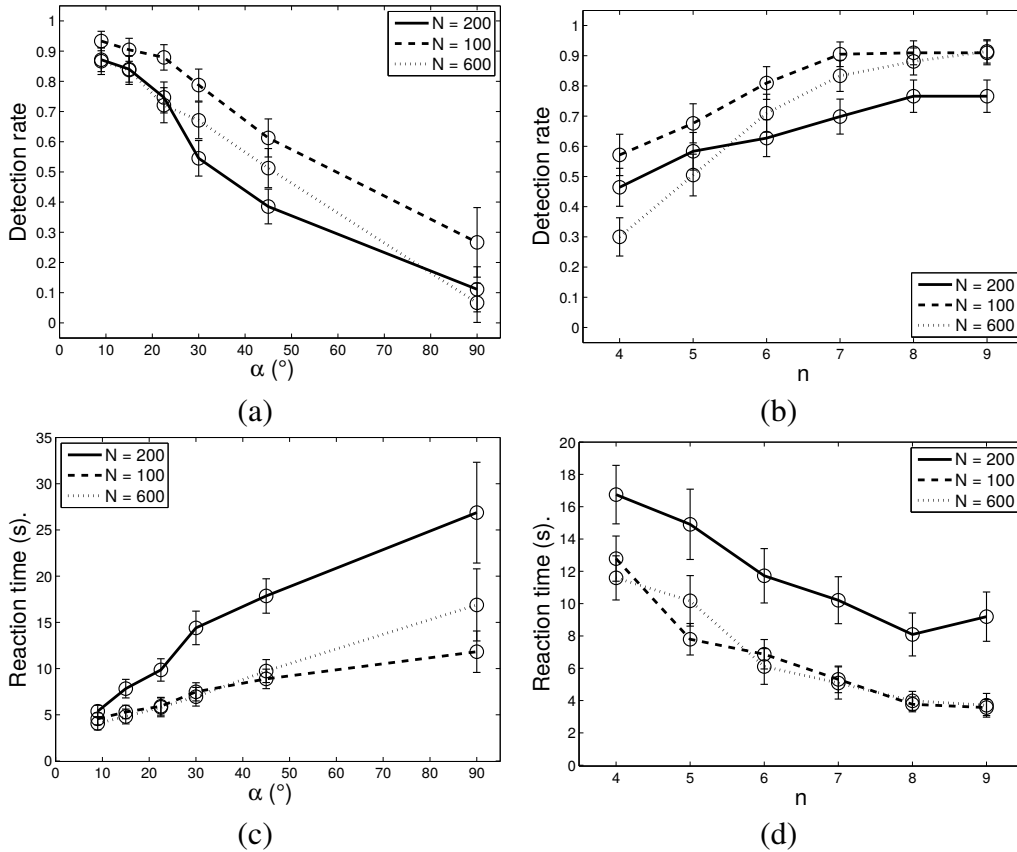 N = 200
N = 100
N = 600
Detection rate
1
0.9
0.8
0.7
0.6
0.5
0.4
0.3
0.2
0.1
0
0 10 20 30 40 50 60 70 80 90
α (°)
(a)
N = 200
N = 100
N = 600
Detection rate
1
0.9
0.8
0.7
0.6
0.5
0.4
0.3
0.2
0.1
0
4 5 6 7 8 9
n
(b)
N = 200
N = 100
N = 600
Reaction time (s).
35
30
25
20
15
10
5
0
0 10 20 30 40 50 60 70 80 90
α (°)
(c)
N = 200
N = 100
N = 600
Reaction time (s).
20
18
16
14
12
10
8
6
4
2
0
4 5 6 7 8 9
n
(d)